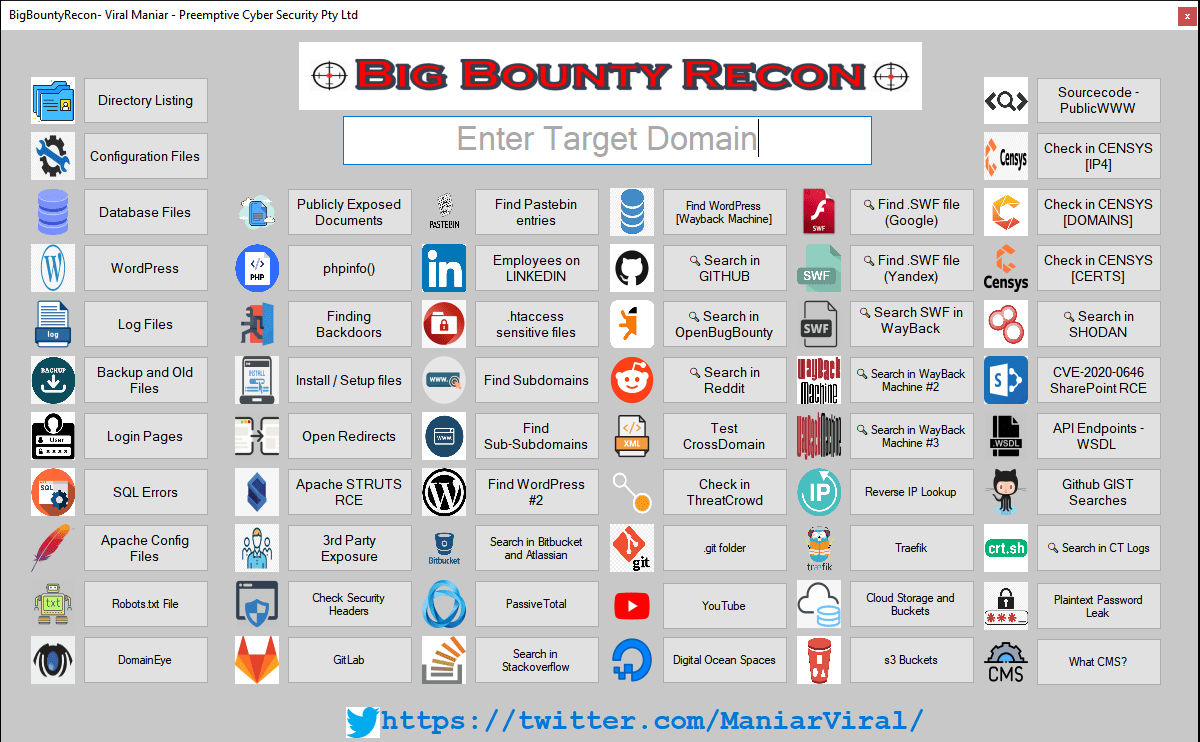 BigBountyRecon- Viral Maniar - Preemptive Cyber Security Pty Ltd
x
BIG BOUNTY RECON
Enter Target Domain
Directory Listing
Configuration Files
Database Files
WordPress
log
Log Files
BACKUP
Backup and Old
Files
User
Login Pages
SQL
SQL Errors
Apache Config
Files
txt
Robots.txt File
DomainEye
Publicly Exposed
Documents
PHP
phpinfo()
Finding
Backdoors
INSTALL
Install / Setup files
Open Redirects
Apache STRUTS
RCE
3rd Party
Exposure
Check Security
Headers
GitLab
PASTEBIN
Find Pastebin
entries
in
Employees on
LINKEDIN
.htaccess
sensitive files
www.
Find Subdomains
WWW
Find
Sub-Subdomains
Find WordPress
#2
Bitbucket
Search in Bitbucket
and Atlassian
PassiveTotal
Search in
Stackoverflow
Find WordPress
[Wayback Machine]
Search in
GITHUB
Search in
OpenBugBounty
Search in
Reddit
XML
Test
CrossDomain
Check in
ThreatCrowd
git
.git folder
YouTube
Digital Ocean Spaces
SWF
Find .SWF file
(Google)
SWF
Find .SWF file
(Yandex)
SWF
Search SWF in
WayBack
WayBack
Machine
Search in WayBack
Machine #2
Search in WayBack
Machine #3
IP
Reverse IP Lookup
træfik
Traefik
Cloud Storage and
Buckets
s3 Buckets
Sourcecode -
PublicWWW
Censys
Check in CENSYS
[IP4]
Check in CENSYS
[DOMAINS]
Censys
Check in CENSYS
[CERTS]
Search in
SHODAN
S
CVE-2020-0646
SharePoint RCE
WSDL
API Endpoints -
WSDL
Github GIST
Searches
crt.sh
Search in CT Logs
***_
Plaintext Password
Leak
CMS
What CMS?
https://twitter.com/ManiarViral/